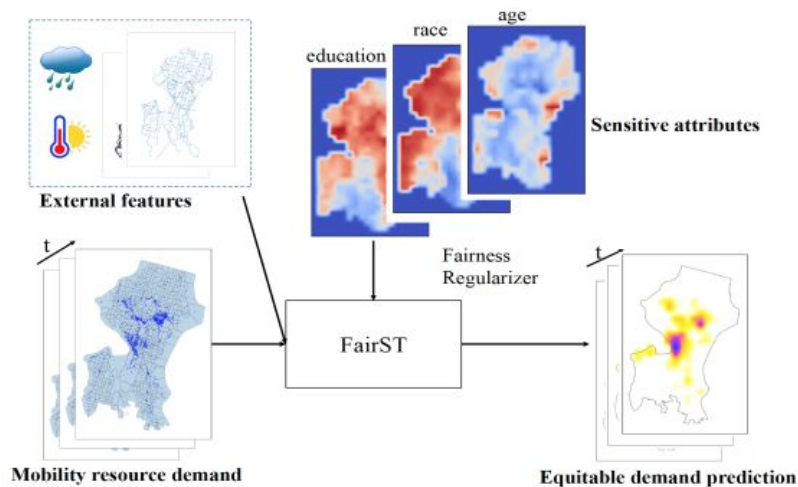 age
race
education
Sensitive attributes
External features
t
Fairness
Regularizer
t
FairST
Mobility resource demand
Equitable demand prediction